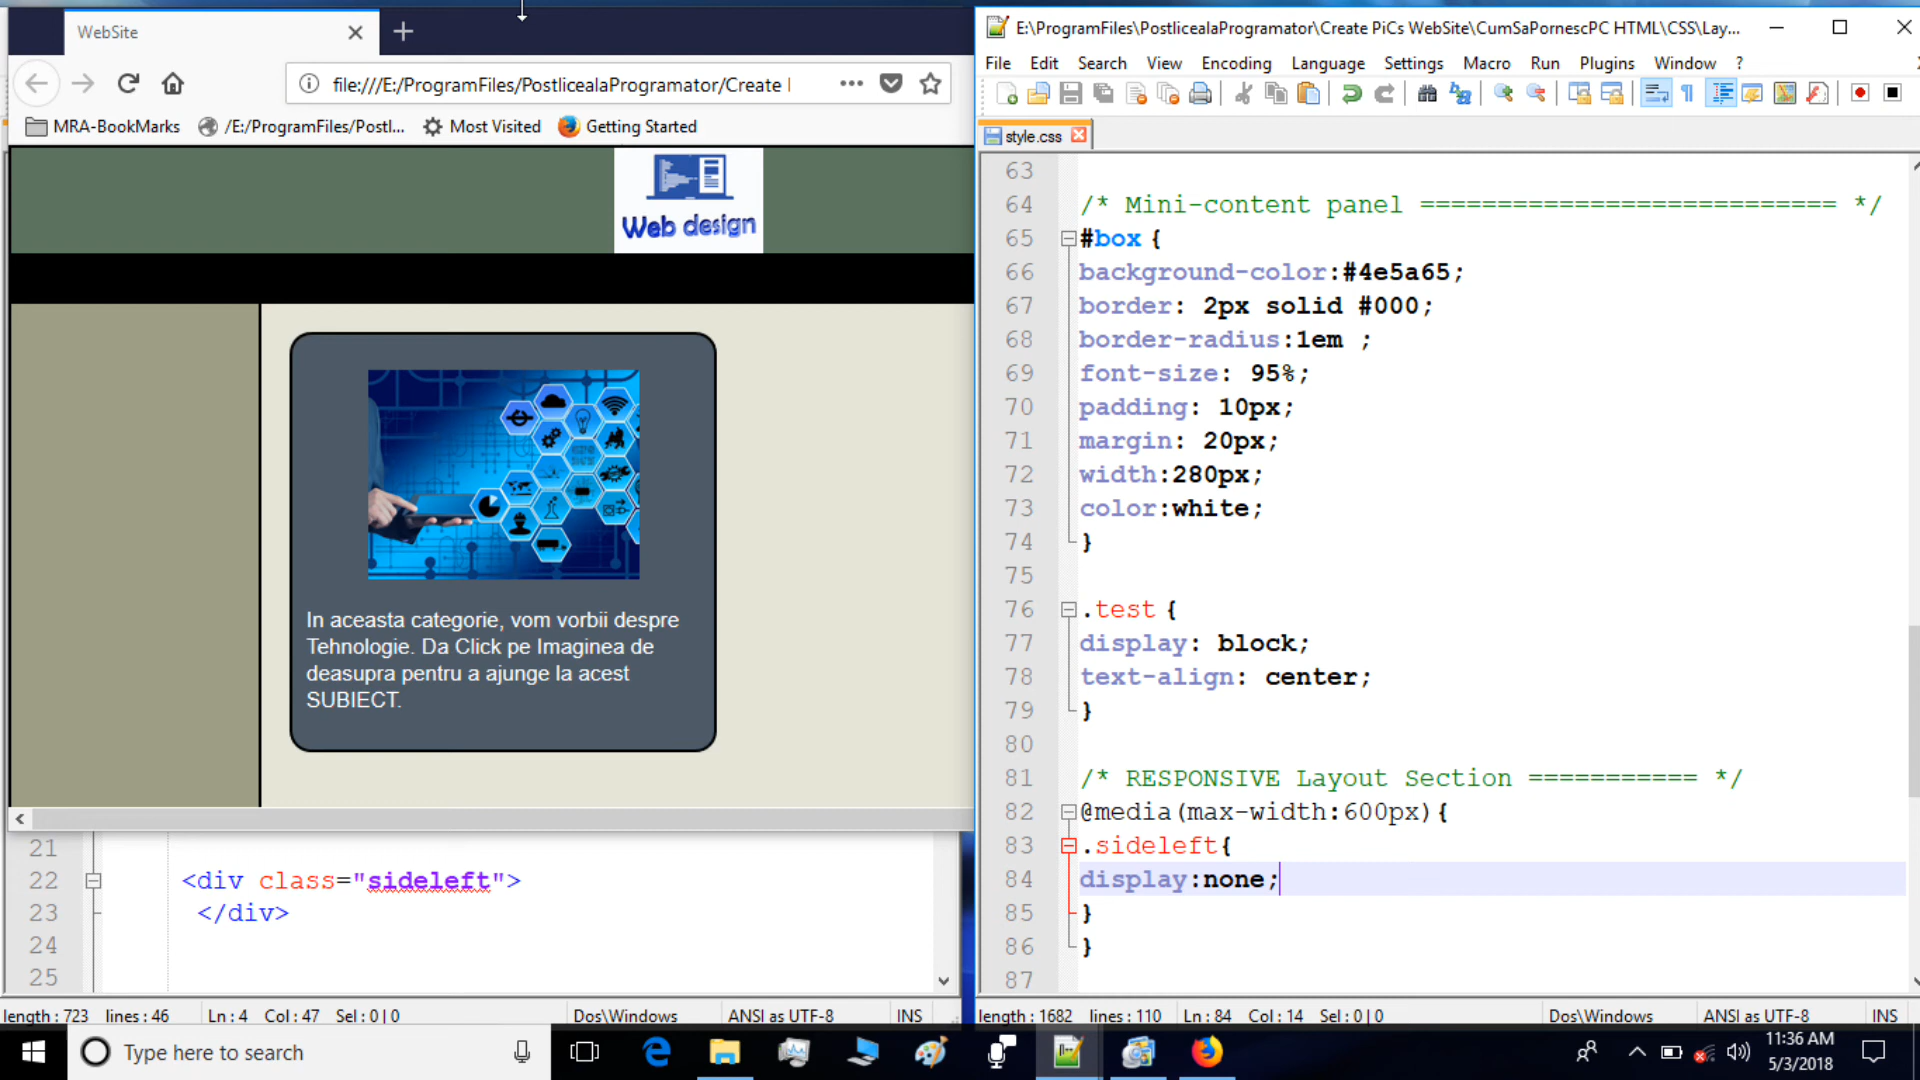 WebSite
file:///E:/ProgramFiles/PostlicealaProgramator/Create
MRA-BookMarks
/E:/ProgramFiles/Postl...
Most Visited
Getting Started
Web design
In aceasta categorie, vom vorbii despre
Tehnologie. Da Click pe Imaginea de
deasupra pentru a ajunge la acest
SUBIECT.
21
22 <div class="sideleft">
23 </div>
24
25
length : 723 lines : 46 Ln : 4 Col : 47 Sel : 0 | 0 Dos\Windows ANSI as UTF-8 INS
E:\ProgramFiles\PostlicealaProgramator\Create PiCs WebSite\CumSaPornescPC HTML\CSS\Lay...
File Edit Search View Encoding Language Settings Macro Run Plugins Window ?
style.css
63
64 /* Mini-content panel =========================== */
65 #box {
66 background-color:#4e5a65;
67 border: 2px solid #000;
68 border-radius:1em ;
69 font-size: 95%;
70 padding: 10px;
71 margin: 20px;
72 width:280px;
73 color:white;
74 }
75
76 .test {
77 display: block;
78 text-align: center;
79 }
80
81 /* RESPONSIVE Layout Section =========== */
82 @media(max-width:600px){
83 .sideleft{
84 display:none;
85 }
86 }
87
length : 1682 lines : 110 Ln : 84 Col : 14 Sel : 0 | 0 Dos\Windows ANSI as UTF-8 INS
Type here to search
11:36 AM
5/3/2018